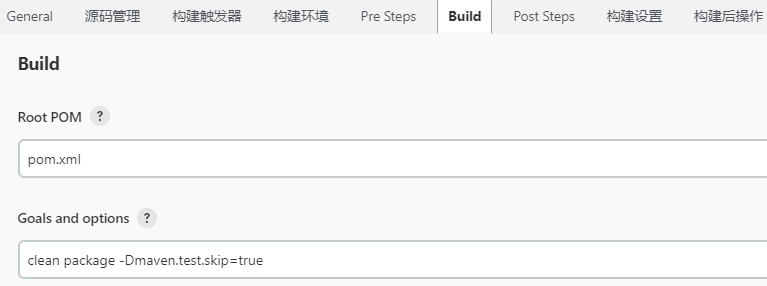 General 源码管理 构建触发器 构建环境 Pre Steps Build Post Steps 构建设置 构建后操作
Build
Root POM ?
pom.xml
Goals and options ?
clean package -Dmaven.test.skip=true